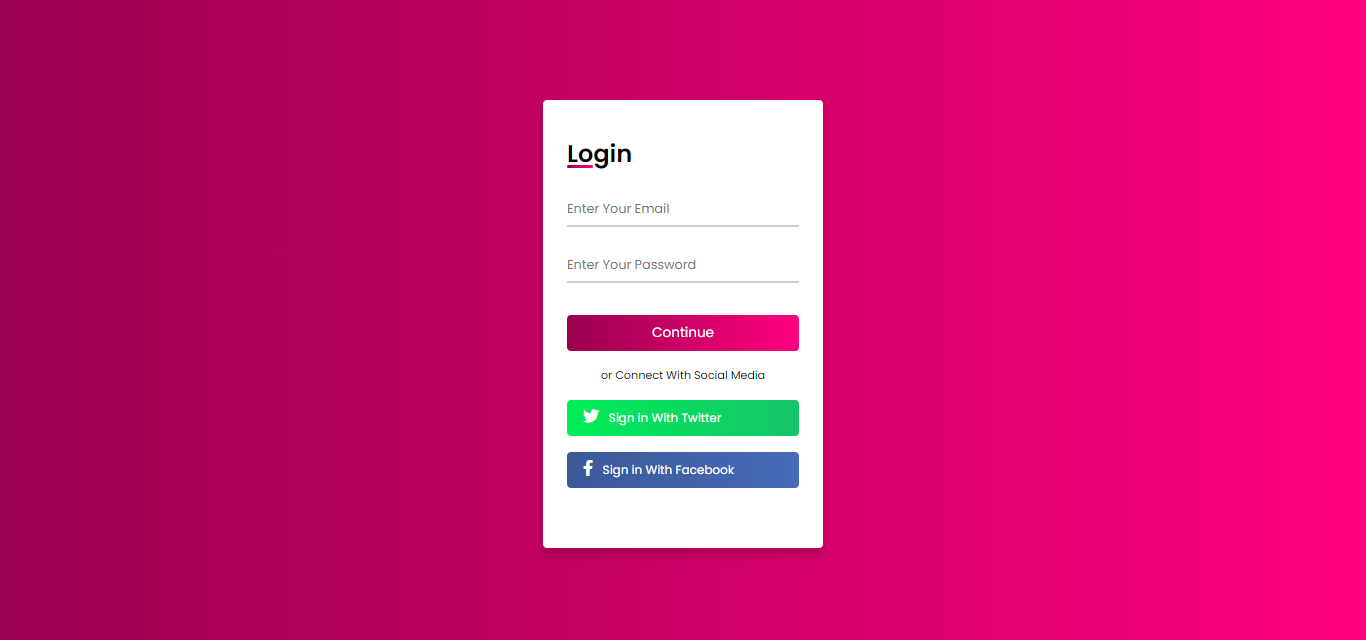 Login
Enter Your Email
Enter Your Password
Continue
or Connect With Social Media
Sign in With Twitter
Sign in With Facebook